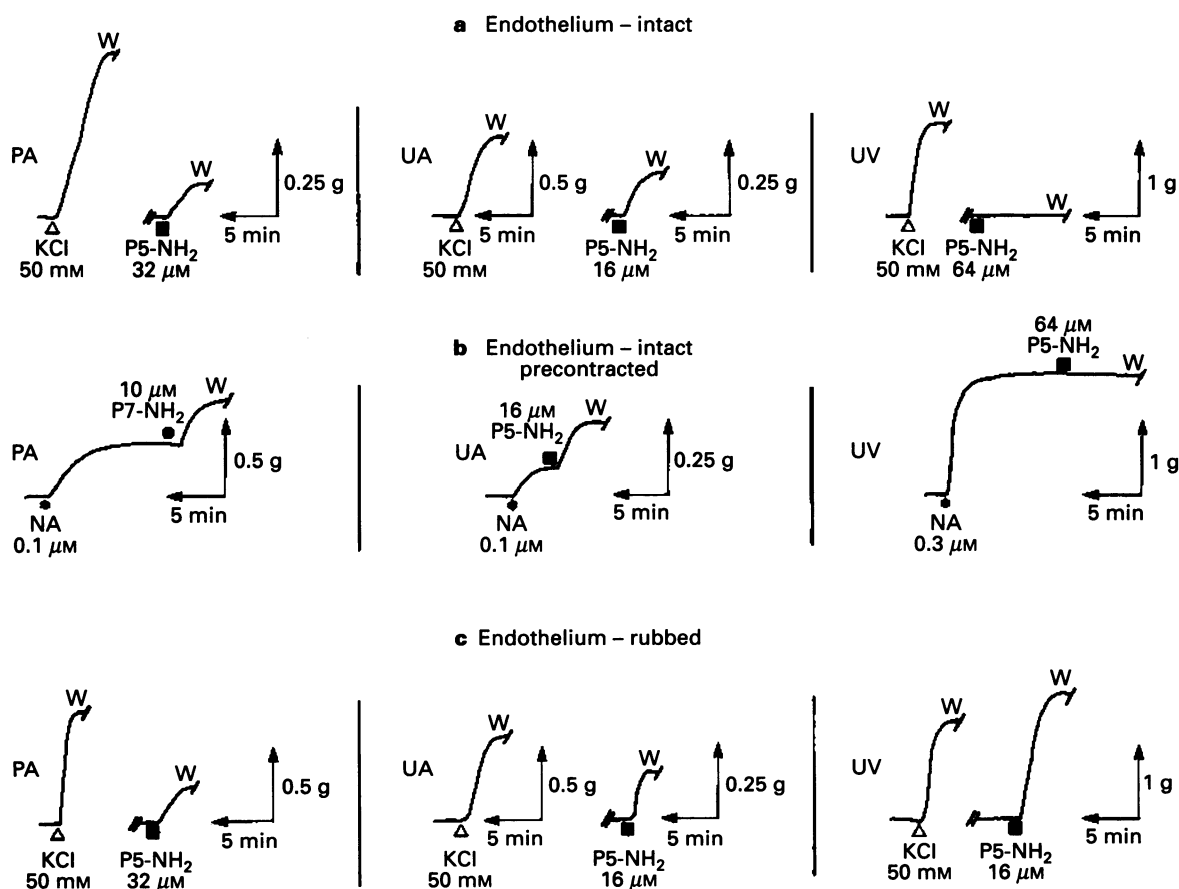 a Endothelium – intact
PA
W
KCl
50 mM
W
P5-NH2
32 μM
0.25 g
5 min
UA
W
KCl
50 mM
0.5 g
5 min
W
P5-NH2
16 μM
0.25 g
5 min
UV
W
KCl
50 mM
W
P5-NH2
64 μM
1 g
5 min
b Endothelium – intact
precontracted
PA
NA
0.1 μM
10 μM
P7-NH2
W
0.5 g
5 min
UA
NA
0.1 μM
16 μM
P5-NH2
W
0.25 g
5 min
UV
NA
0.3 μM
64 μM
P5-NH2
W
1 g
5 min
c Endothelium – rubbed
PA
W
KCl
50 mM
W
P5-NH2
32 μM
0.5 g
5 min
UA
W
KCl
50 mM
0.5 g
5 min
W
P5-NH2
16 μM
0.25 g
5 min
UV
W
KCl
50 mM
W
P5-NH2
16 μM
1 g
5 min